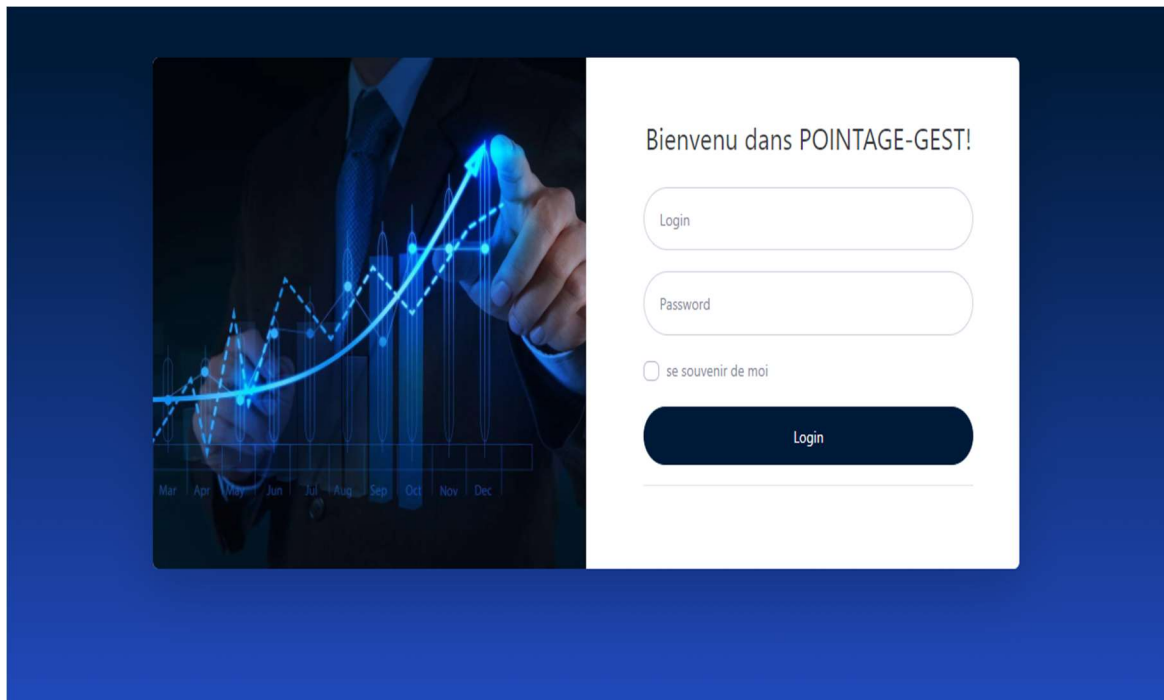 Bienvenu dans POINTAGE-GEST!
Login
Password
se souvenir de moi
Login
Mar Apr May Jun Jul Aug Sep Oct Nov Dec